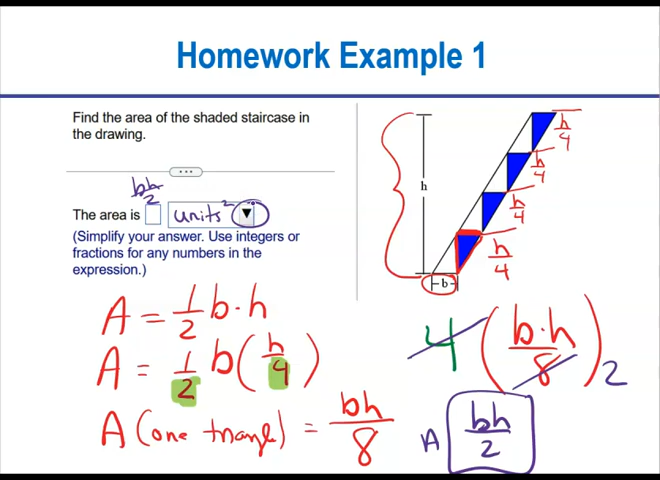 Homework Example 1
Find the area of the shaded staircase in
the drawing.
bh/2
The area is units²
(Simplify your answer. Use integers or
fractions for any numbers in the
expression.)
h
b
h/4
h/4
h/4
h/4
A = 1/2 b·h
A = 1/2 b(h/4)
A (one triangle) = bh/8
4 (b·h/8) 2
A bh/2